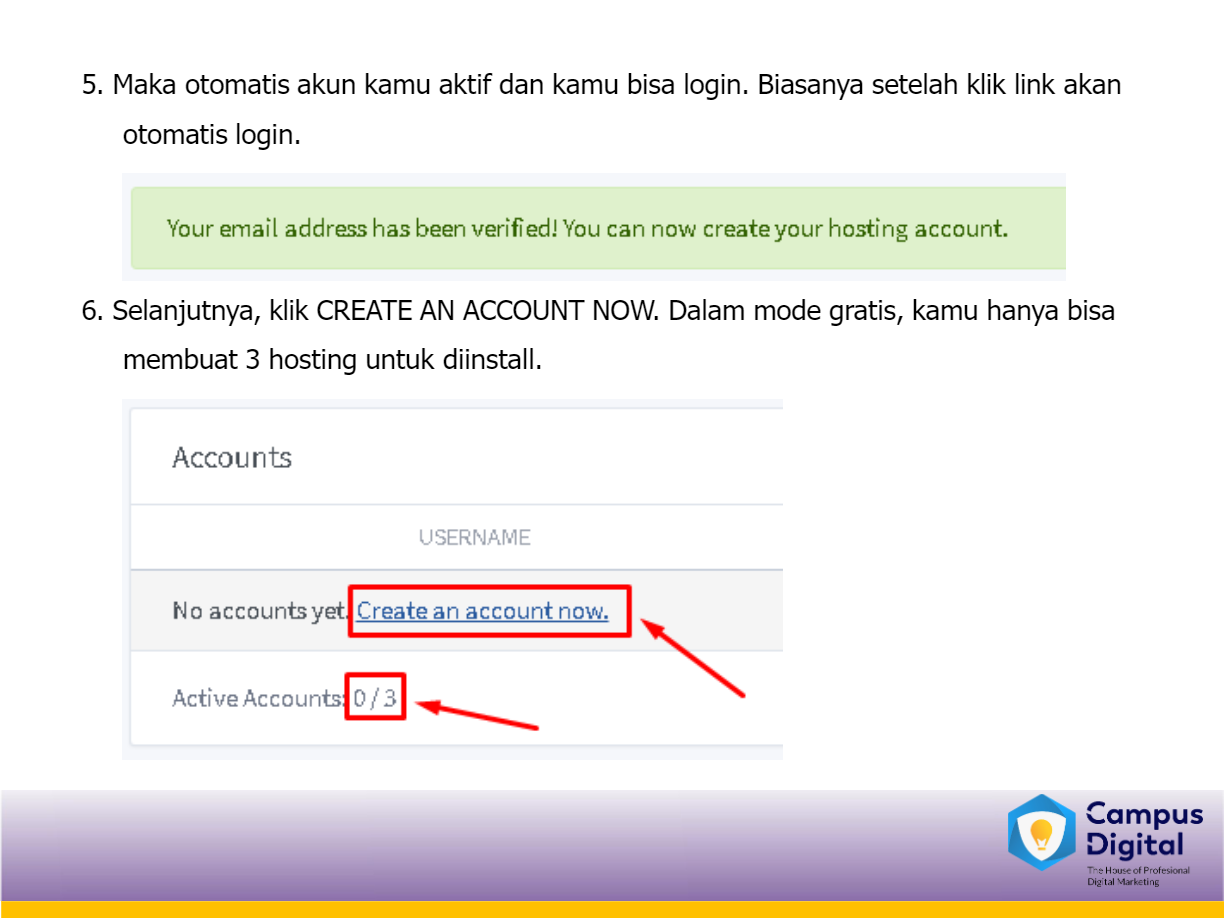 5. Maka otomatis akun kamu aktif dan kamu bisa login. Biasanya setelah klik link akan
otomatis login.
Your email address has been verified! You can now create your hosting account.
6. Selanjutnya, klik CREATE AN ACCOUNT NOW. Dalam mode gratis, kamu hanya bisa
membuat 3 hosting untuk diinstall.
Accounts
USERNAME
No accounts yet. Create an account now.
Active Accounts: 0 / 3
Campus
Digital
The House of Profesional
Digital Marketing